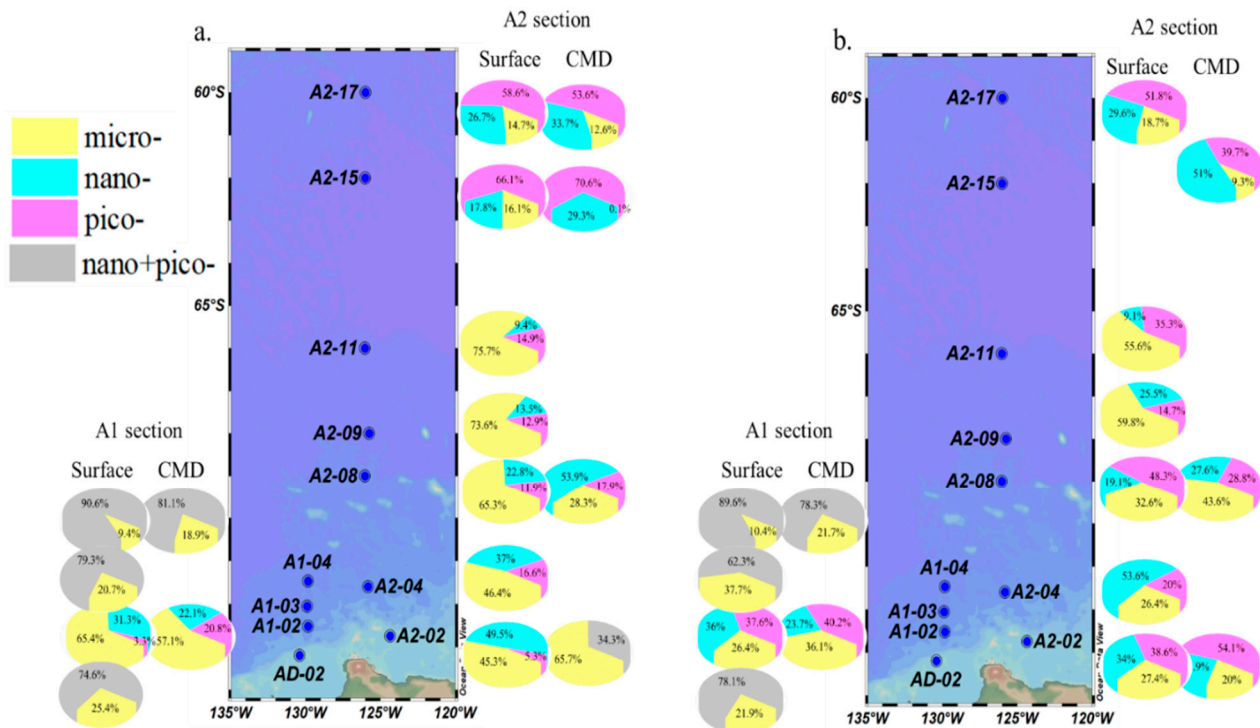 a.
A2 section
Surface CMD
micro-
nano-
pico-
nano+pico-
60°S
65°S
A2-17
A2-15
A2-11
A2-09
A2-08
A1-04
A2-04
A1-03
A1-02
A2-02
AD-02
58.6%
26.7% 14.7%
53.6%
33.7% 12.6%
66.1%
17.8% 16.1%
70.6%
29.3% 0.1%
9.4%
14.9%
75.7%
13.5%
12.9%
73.6%
22.8%
11.9%
65.3%
53.9%
17.9%
28.3%
37%
16.6%
46.4%
49.5%
5.3%
45.3%
34.3%
65.7%
A1 section
Surface CMD
90.6%
9.4%
81.1%
18.9%
79.3%
20.7%
31.3%
65.4% 3.3%
22.1%
57.1% 20.8%
74.6%
25.4%
135°W 130°W 125°W 120°W
b.
A2 section
Surface CMD
60°S
65°S
A2-17
A2-15
A2-11
A2-09
A2-08
A1-04
A2-04
A1-03
A1-02
A2-02
AD-02
51.8%
29.6% 18.7%
39.7%
51%
9.3%
9.1% 35.3%
55.6%
25.5%
14.7%
59.8%
48.3%
19.1%
32.6%
27.6%
28.8%
43.6%
53.6%
20%
26.4%
38.6%
34%
27.4%
54.1%
.9%
20%
A1 section
Surface CMD
89.6%
10.4%
78.3%
21.7%
62.3%
37.7%
36% 37.6%
26.4%
23.7% 40.2%
36.1%
78.1%
21.9%
135°W 130°W 125°W 120°W